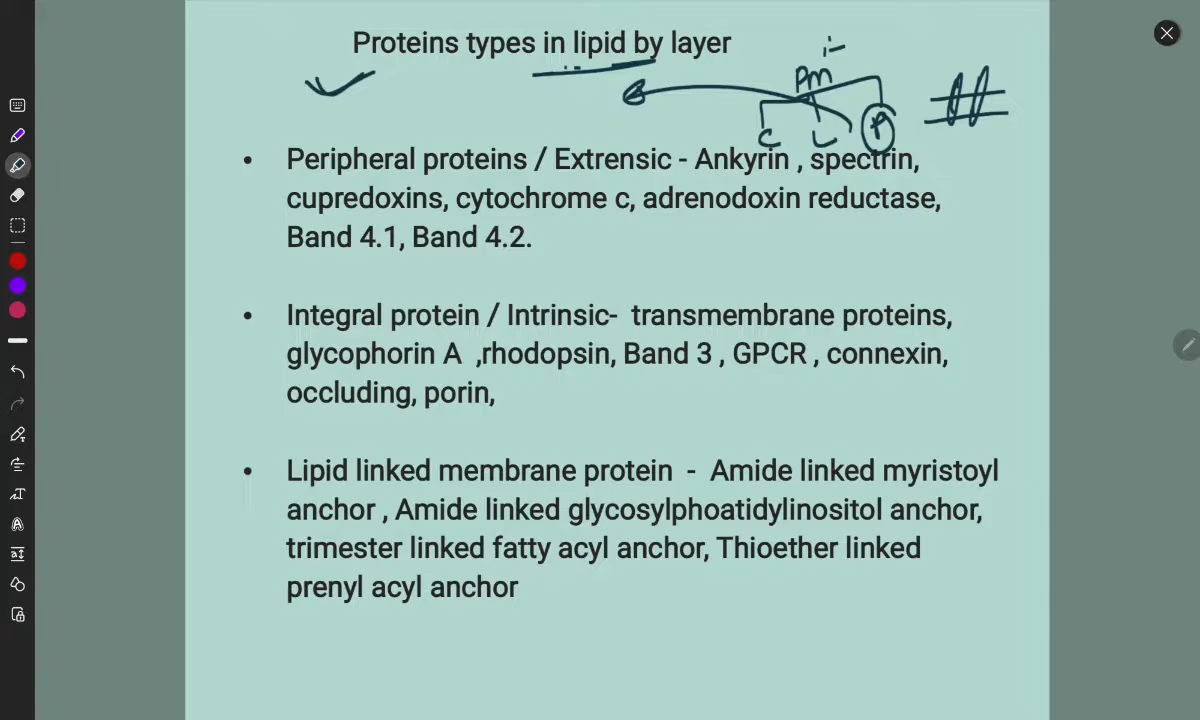 Proteins types in lipid by layer
:-
Pm
C L P
Peripheral proteins / Extrensic - Ankyrin , spectrin,
cupredoxins, cytochrome c, adrenodoxin reductase,
Band 4.1, Band 4.2.
Integral protein / Intrinsic- transmembrane proteins,
glycophorin A ,rhodopsin, Band 3 , GPCR , connexin,
occluding, porin,
Lipid linked membrane protein - Amide linked myristoyl
anchor , Amide linked glycosylphoatidylinositol anchor,
trimester linked fatty acyl anchor, Thioether linked
prenyl acyl anchor